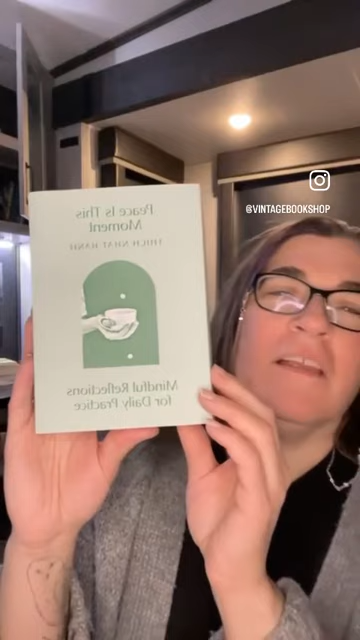 @VINTAGEBOOKSHOP
Peace Is This
Moment
THICH NHAT HANH
Mindful Reflections
for Daily Practice